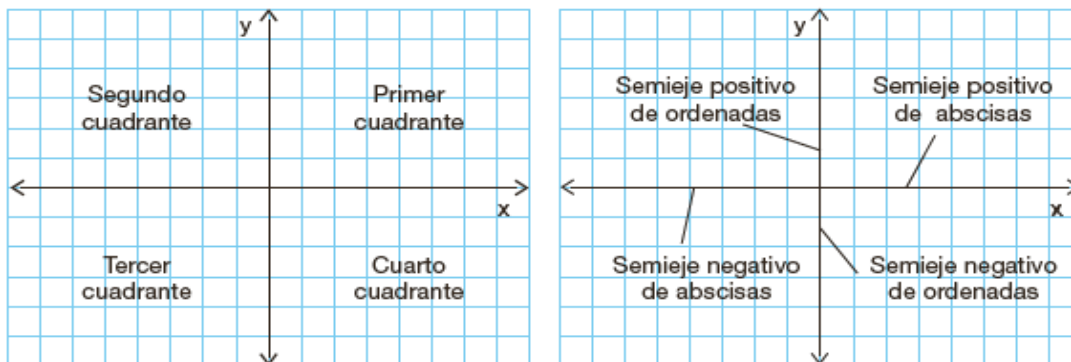 y
Segundo
cuadrante
Primer
cuadrante
x
Tercer
cuadrante
Cuarto
cuadrante
y
Semieje positivo
de ordenadas
Semieje positivo
de abscisas
x
Semieje negativo
de abscisas
Semieje negativo
de ordenadas